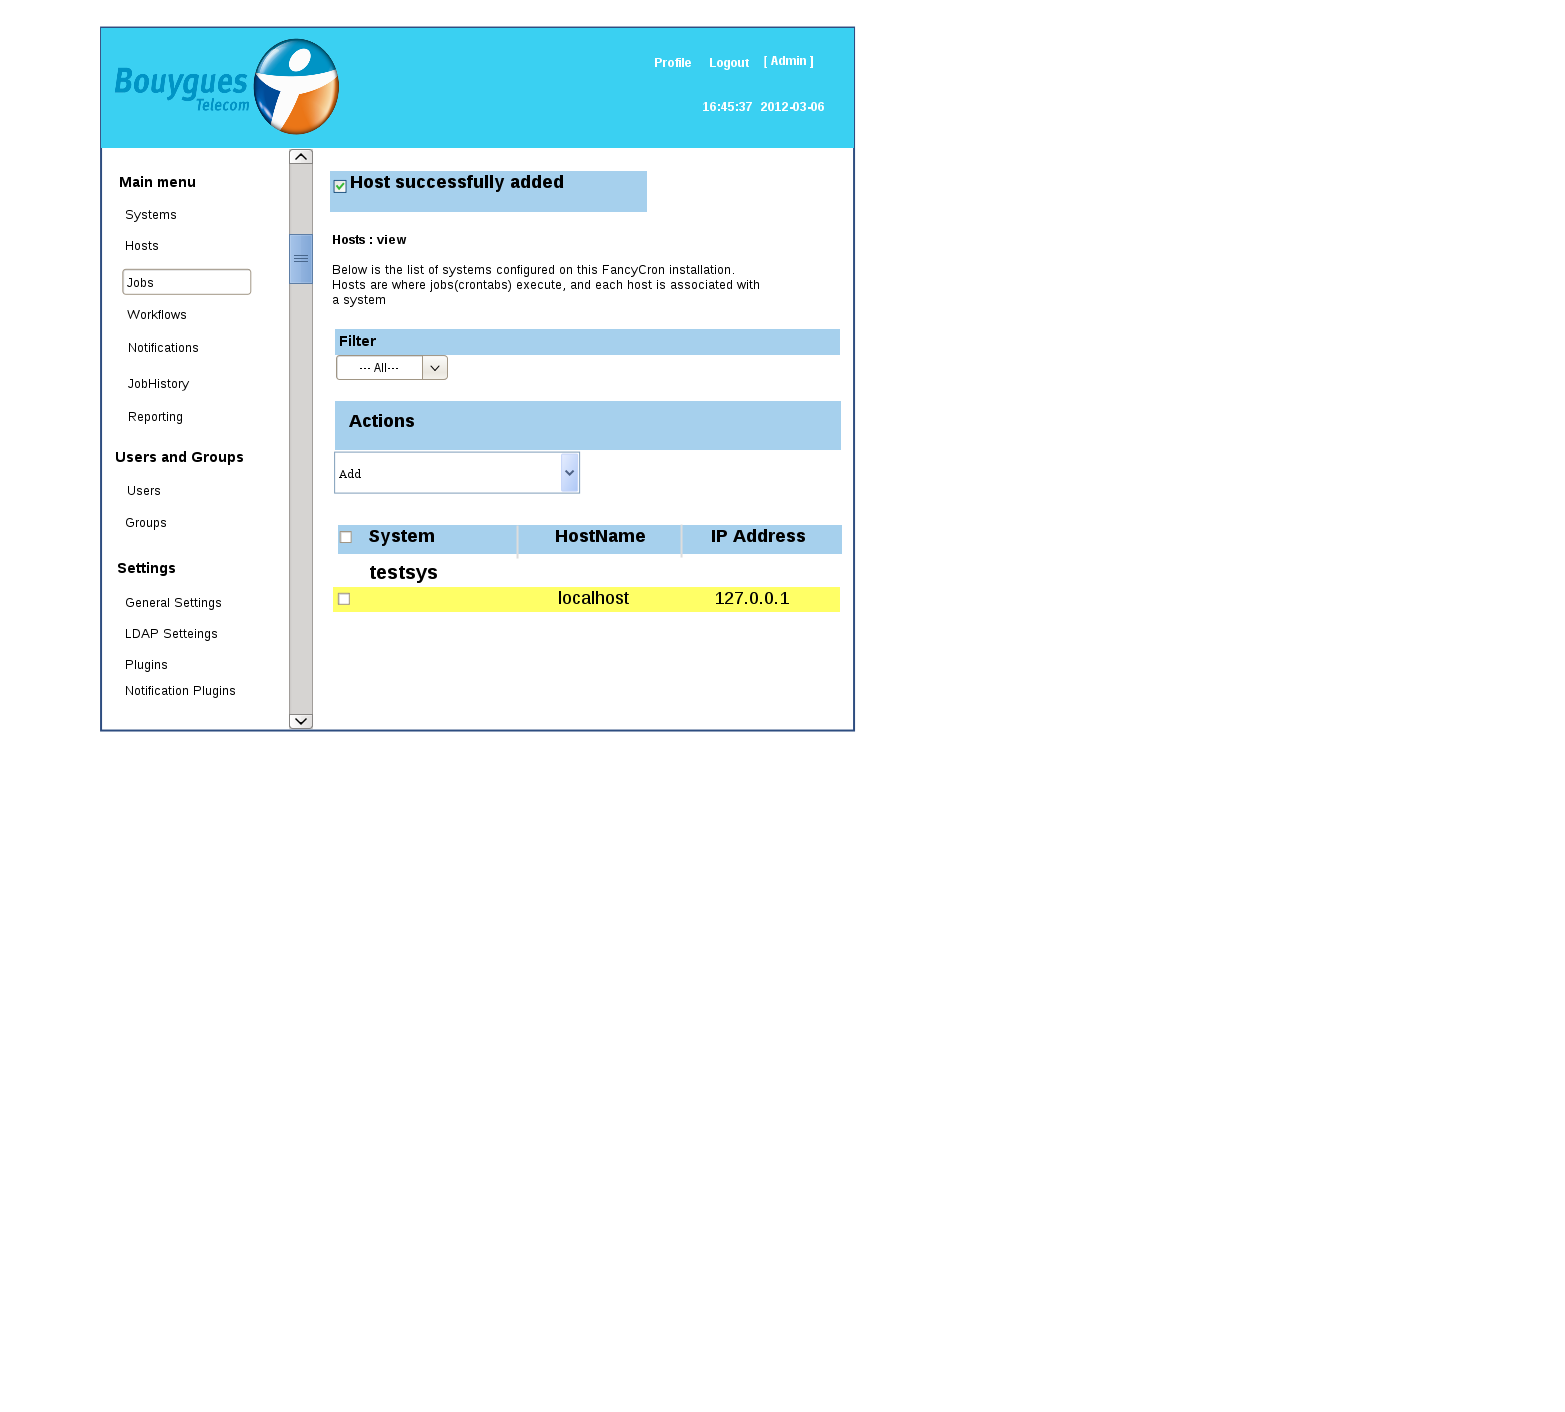 Bouygues
Telecom
Profile Logout [ Admin ]
16:45:37 2012-03-06
Main menu
Systems
Hosts
Jobs
Workflows
Notifications
JobHistory
Reporting
Users and Groups
Users
Groups
Settings
General Settings
LDAP Setteings
Plugins
Notification Plugins
Host successfully added
Hosts : view
Below is the list of systems configured on this FancyCron installation.
Hosts are where jobs(crontabs) execute, and each host is associated with
a system
Filter
--- All---
Actions
Add
System HostName IP Address
testsys
localhost 127.0.0.1